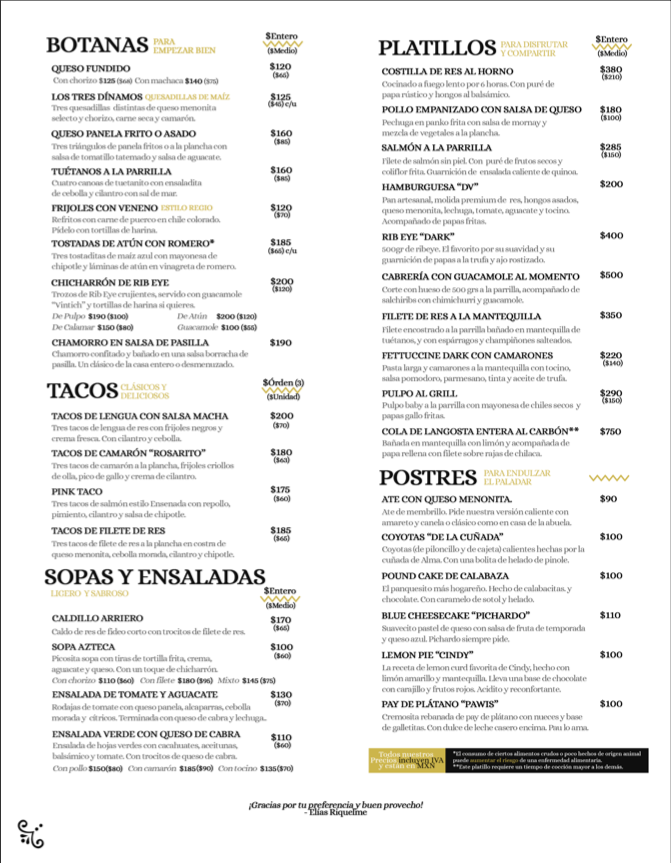 BOTANAS PARA EMPEZAR BIEN $Entero ($Medio)
QUESO FUNDIDO $120 ($65)
Con chorizo $125 ($68) Con machaca $140 ($75)
LOS TRES DÍNAMOS QUESADILLAS DE MAÍZ $125 ($45) c/u
Tres quesadillas distintas de queso menonita
selecto y chorizo, carne seca y camarón.
QUESO PANELA FRITO O ASADO $160 ($85)
Tres triángulos de panela fritos o a la plancha con
salsa de tomatillo tatemado y salsa de aguacate.
TUÉTANOS A LA PARRILLA $160 ($85)
Cuatro canoas de tuetanito con ensaladita
de cebolla y cilantro con sal de mar.
FRIJOLES CON VENENO ESTILO REGIO $120 ($70)
Refritos con carne de puerco en chile colorado.
Pídelo con tortillas de harina.
TOSTADAS DE ATÚN CON ROMERO* $185 ($65) c/u
Tres tostaditas de maíz azul con mayonesa de
chipotle y láminas de atún en vinagreta de romero.
CHICHARRÓN DE RIB EYE $200 ($120)
Trozos de Rib Eye crujientes, servido con guacamole
"Vintich" y tortillas de harina si quieres.
De Pulpo $190 ($100) De Atún $200 ($120)
De Calamar $150 ($80) Guacamole $100 ($55)
CHAMORRO EN SALSA DE PASILLA $190
Chamorro confitado y bañado en una salsa borracha de
pasilla. Un clásico de la casa entero o desmenuzado.
TACOS CLÁSICOS Y DELICIOSOS $Órden (3) ($Unidad)
TACOS DE LENGUA CON SALSA MACHA $200 ($70)
Tres tacos de lengua de res con frijoles negros y
crema fresca. Con cilantro y cebolla.
TACOS DE CAMARÓN "ROSARITO" $180 ($63)
Tres tacos de camarón a la plancha, frijoles criollos
de olla, pico de gallo y crema de cilantro.
PINK TACO $175 ($60)
Tres tacos de salmón estilo Ensenada con repollo,
pimiento, cilantro y salsa de chipotle.
TACOS DE FILETE DE RES $185 ($65)
Tres tacos de filete de res a la plancha en costra de
queso menonita, cebolla morada, cilantro y chipotle.
SOPAS Y ENSALADAS
LIGERO Y SABROSO $Entero ($Medio)
CALDILLO ARRIERO $170 ($65)
Caldo de res de fideo corto con trocitos de filete de res.
SOPA AZTECA $100 ($60)
Picosita sopa con tiras de tortilla frita, crema,
aguacate y queso. Con un toque de chicharrón.
Con chorizo $110 ($60) Con filete $180 ($95) Mixto $145 ($75)
ENSALADA DE TOMATE Y AGUACATE $130 ($70)
Rodajas de tomate con queso panela, alcaparras, cebolla
morada y cítricos. Terminada con queso de cabra y lechuga..
ENSALADA VERDE CON QUESO DE CABRA $110 ($60)
Ensalada de hojas verdes con cacahuates, aceitunas,
balsámico y tomate. Con trocitos de queso de cabra.
Con pollo $150($80) Con camarón $185($90) Con tocino $135($70)
PLATILLOS PARA DISFRUTAR Y COMPARTIR $Entero ($Medio)
COSTILLA DE RES AL HORNO $380 ($210)
Cocinado a fuego lento por 6 horas. Con puré de
papa rústico y hongos al balsámico.
POLLO EMPANIZADO CON SALSA DE QUESO $180 ($100)
Pechuga en panko frita con salsa de mornay y
mezcla de vegetales a la plancha.
SALMÓN A LA PARRILLA $285 ($150)
Filete de salmón sin piel. Con puré de frutos secos y
coliflor frita. Guarnición de ensalada caliente de quinoa.
HAMBURGUESA "DV" $200
Pan artesanal, molida premium de res, hongos asados,
queso menonita, lechuga, tomate, aguacate y tocino.
Acompañado de papas fritas.
RIB EYE "DARK" $400
500gr de ribeye. El favorito por su suavidad y su
guarnición de papas a la trufa y ajo rostizado.
CABRERÍA CON GUACAMOLE AL MOMENTO $500
Corte con hueso de 500 grs a la parrilla, acompañado de
salchiribs con chimichurri y guacamole.
FILETE DE RES A LA MANTEQUILLA $350
Filete encostrado a la parrilla bañado en mantequilla de
tuétanos, y con espárragos y champiñones salteados.
FETTUCCINE DARK CON CAMARONES $220 ($140)
Pasta larga y camarones a la mantequilla con tocino,
salsa pomodoro, parmesano, tinta y aceite de trufa.
PULPO AL GRILL $290 ($150)
Pulpo baby a la parrilla con mayonesa de chiles secos y
papas gallo fritas.
COLA DE LANGOSTA ENTERA AL CARBÓN** $750
Bañada en mantequilla con limón y acompañada de
papa rellena con filete sobre rajas de chilaca.
POSTRES PARA ENDULZAR EL PALADAR
ATE CON QUESO MENONITA. $90
Ate de membrillo. Pide nuestra versión caliente con
amareto y canela o clásico como en casa de la abuela.
COYOTAS "DE LA CUÑADA" $100
Coyotas (de piloncillo y de cajeta) calientes hechas por la
cuñada de Alma. Con una bolita de helado de pinole.
POUND CAKE DE CALABAZA $100
El panquesito más hogareño. Hecho de calabacitas. y
chocolate. Con caramelo de sotol y helado.
BLUE CHEESECAKE "PICHARDO" $110
Suavecito pastel de queso con salsa de fruta de temporada
y queso azul. Pichardo siempre pide.
LEMON PIE "CINDY" $100
La receta de lemon curd favorita de Cindy, hecho con
limón amarillo y mantequilla. Lleva una base de chocolate
con carajillo y frutos rojos. Acidito y reconfortante.
PAY DE PLÁTANO "PAWIS" $100
Cremosita rebanada de pay de plátano con nueces y base
de galletitas. Con dulce de leche casero encima. Pau lo ama.
Todos nuestros
Precios incluyen IVA
y están en MXN
*El consumo de ciertos alimentos crudos o poco hechos de origen animal
puede aumentar el riesgo de una enfermedad alimentaria.
**Este platillo requiere un tiempo de cocción mayor a los demás.
¡Gracias por tu preferencia y buen provecho!
- Elías Riquelme